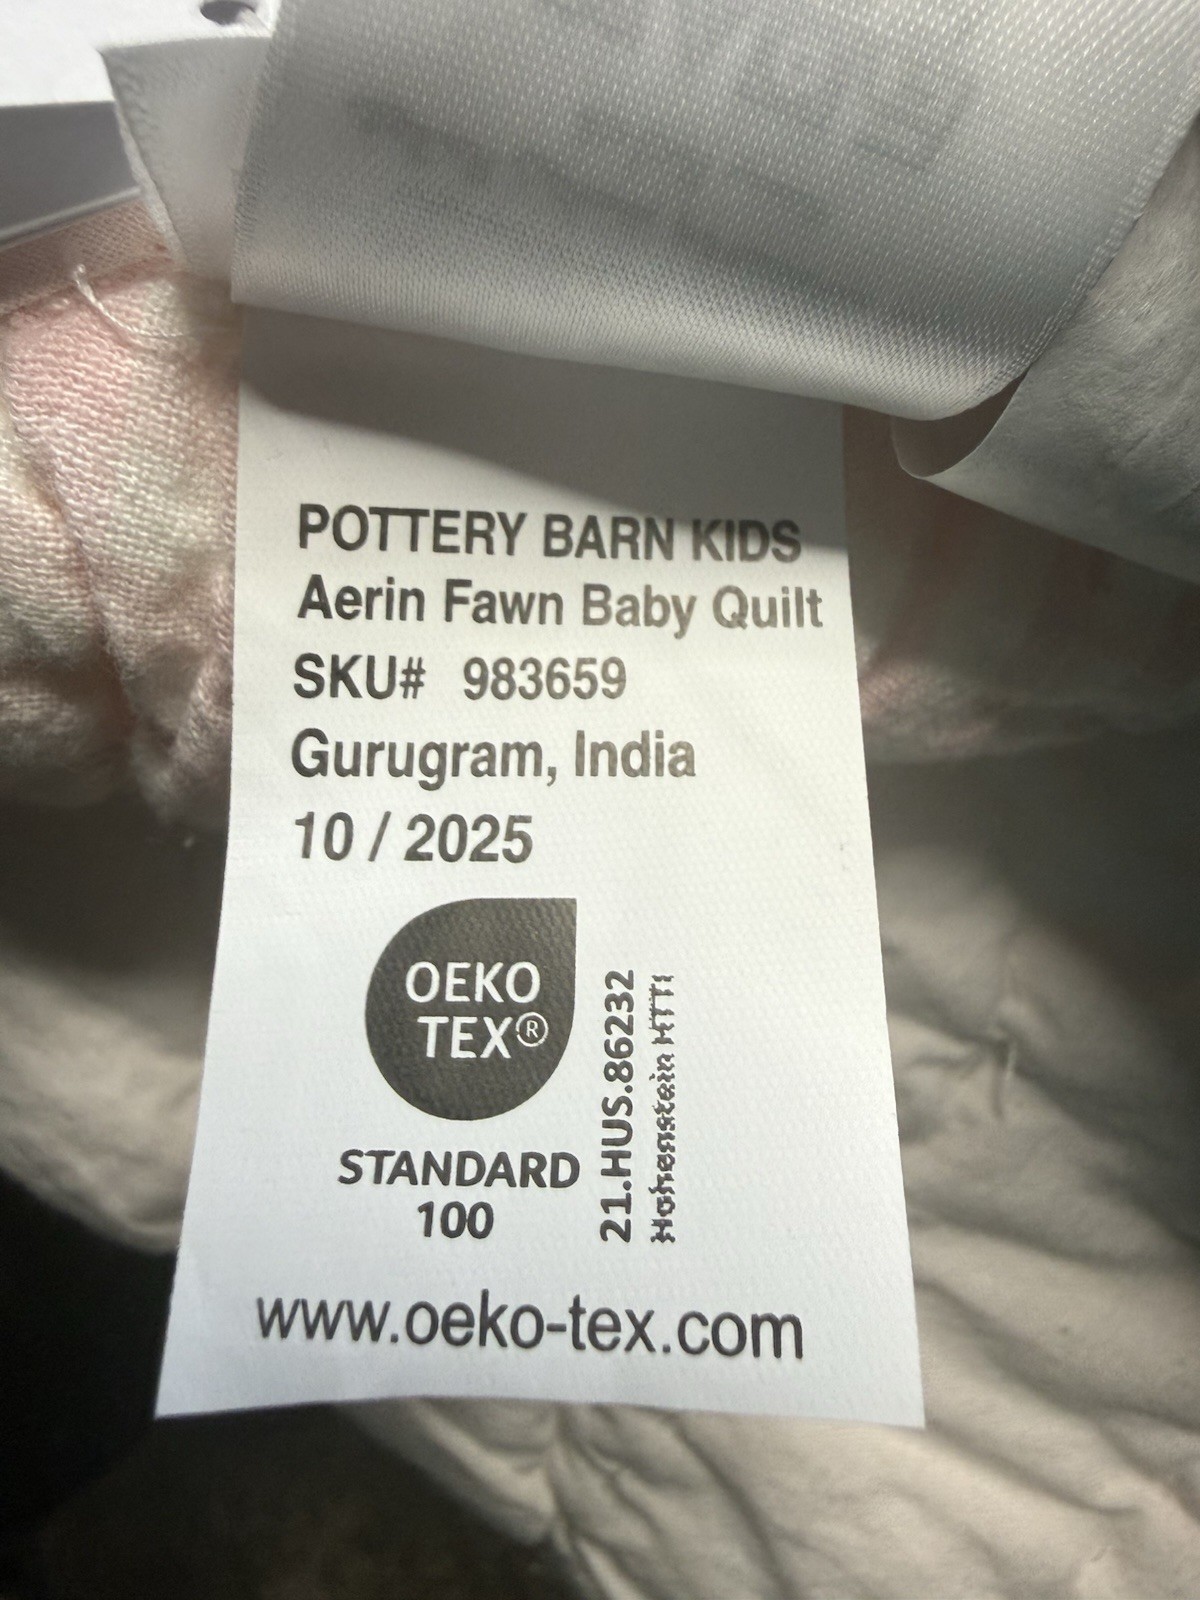 POTTERY BARN KIDS
Aerin Fawn Baby Quilt
SKU# 983659
Gurugram, India
10 / 2025
OEKO
TEX®
STANDARD
100
21.HUS.86232
Hohenstein HTTI
www.oeko-tex.com